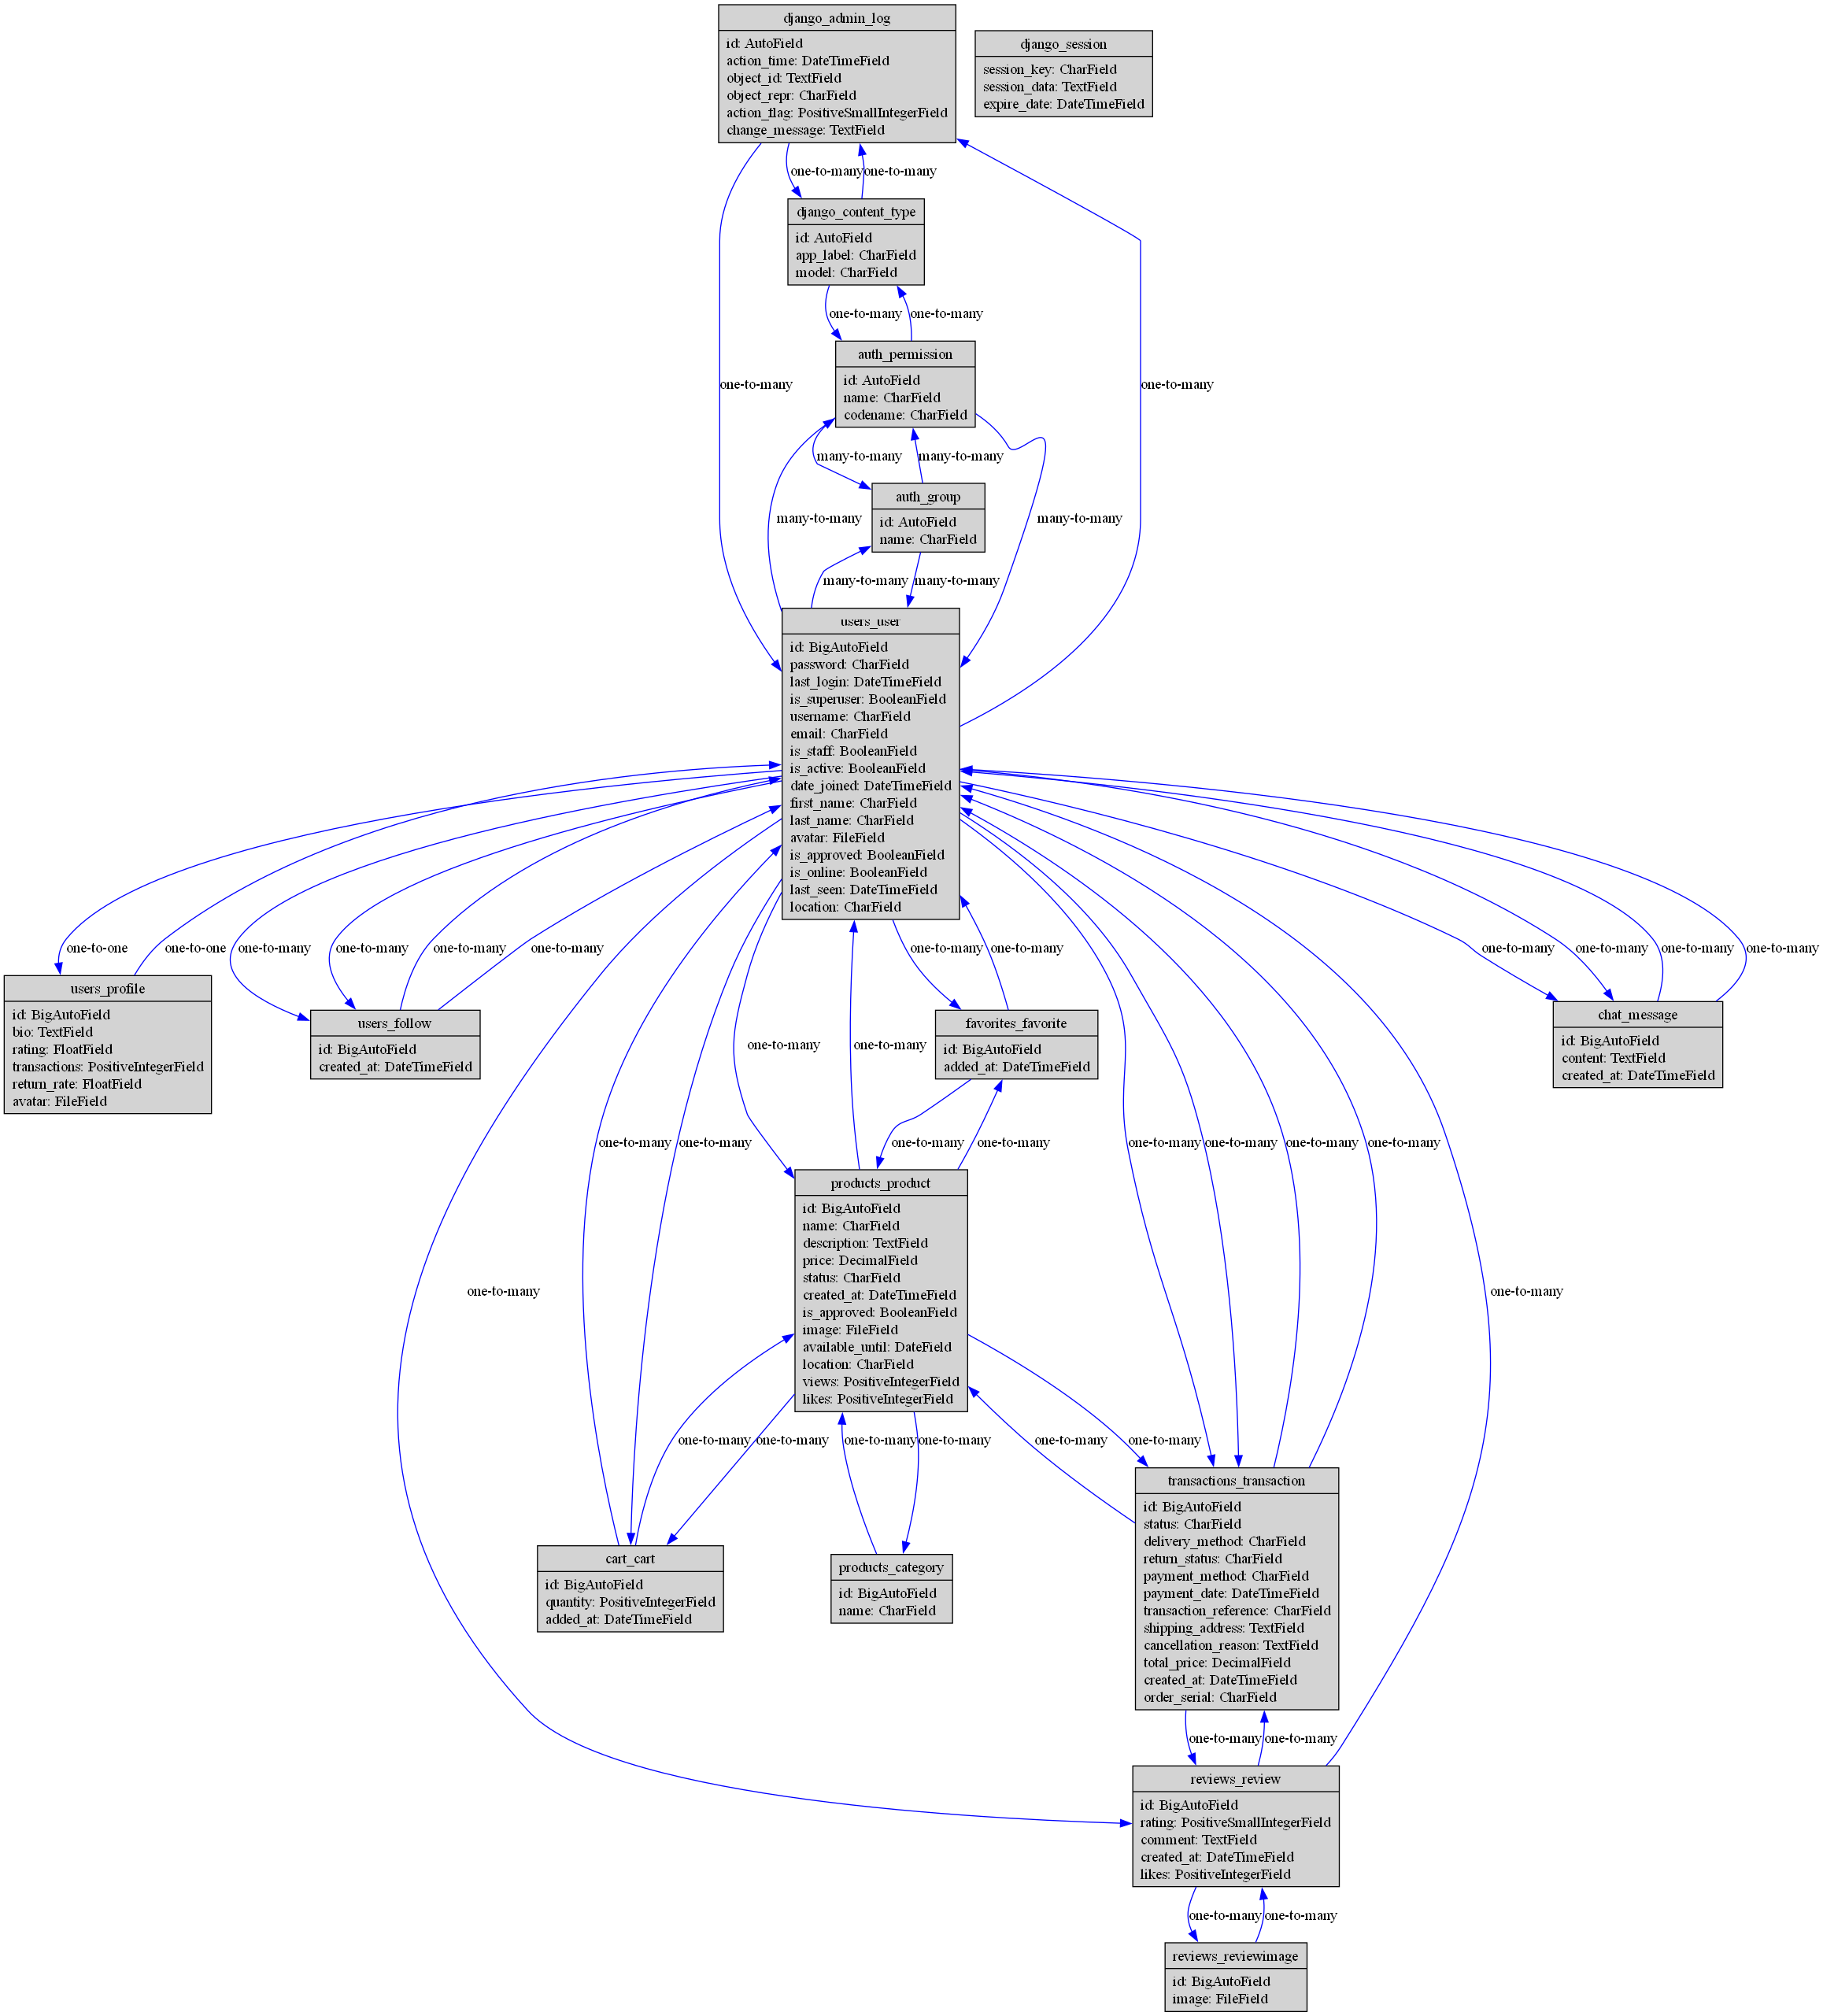 django_admin_log
id: AutoField
action_time: DateTimeField
object_id: TextField
object_repr: CharField
action_flag: PositiveSmallIntegerField
change_message: TextField
django_session
session_key: CharField
session_data: TextField
expire_date: DateTimeField
one-to-many
one-to-many
django_content_type
id: AutoField
app_label: CharField
model: CharField
one-to-many
one-to-many
auth_permission
id: AutoField
name: CharField
codename: CharField
one-to-many
one-to-many
many-to-many
many-to-many
auth_group
id: AutoField
name: CharField
many-to-many
many-to-many
many-to-many
many-to-many
users_user
id: BigAutoField
password: CharField
last_login: DateTimeField
is_superuser: BooleanField
username: CharField
email: CharField
is_staff: BooleanField
is_active: BooleanField
date_joined: DateTimeField
first_name: CharField
last_name: CharField
avatar: FileField
is_approved: BooleanField
is_online: BooleanField
last_seen: DateTimeField
location: CharField
one-to-one
one-to-one
one-to-many
one-to-many
one-to-many
one-to-many
one-to-many
one-to-many
one-to-many
one-to-many
one-to-many
one-to-many
users_profile
id: BigAutoField
bio: TextField
rating: FloatField
transactions: PositiveIntegerField
return_rate: FloatField
avatar: FileField
users_follow
id: BigAutoField
created_at: DateTimeField
favorites_favorite
id: BigAutoField
added_at: DateTimeField
chat_message
id: BigAutoField
content: TextField
created_at: DateTimeField
one-to-many
one-to-many
one-to-many
one-to-many
one-to-many
one-to-many
one-to-many
one-to-many
one-to-many
one-to-many
products_product
id: BigAutoField
name: CharField
description: TextField
price: DecimalField
status: CharField
created_at: DateTimeField
is_approved: BooleanField
image: FileField
available_until: DateField
location: CharField
views: PositiveIntegerField
likes: PositiveIntegerField
one-to-many
one-to-many
one-to-many
one-to-many
one-to-many
one-to-many
one-to-many
one-to-many
cart_cart
id: BigAutoField
quantity: PositiveIntegerField
added_at: DateTimeField
products_category
id: BigAutoField
name: CharField
transactions_transaction
id: BigAutoField
status: CharField
delivery_method: CharField
return_status: CharField
payment_method: CharField
payment_date: DateTimeField
transaction_reference: CharField
shipping_address: TextField
cancellation_reason: TextField
total_price: DecimalField
created_at: DateTimeField
order_serial: CharField
one-to-many
one-to-many
reviews_review
id: BigAutoField
rating: PositiveSmallIntegerField
comment: TextField
created_at: DateTimeField
likes: PositiveIntegerField
one-to-many
one-to-many
reviews_reviewimage
id: BigAutoField
image: FileField